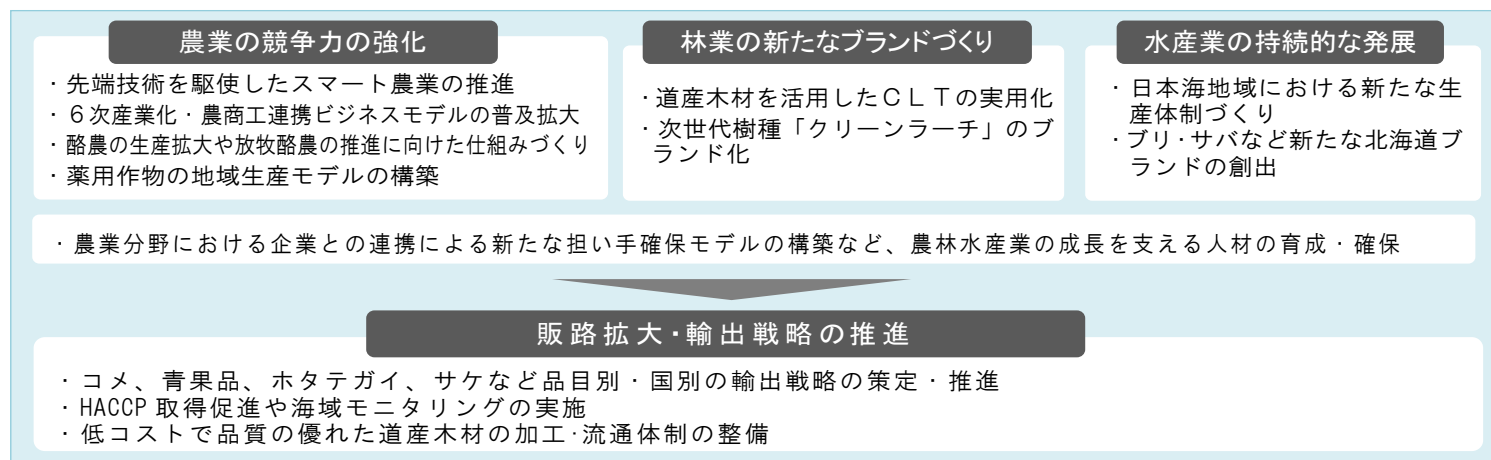 農業の競争力の強化
・先端技術を駆使したスマート農業の推進
・６次産業化・農商工連携ビジネスモデルの普及拡大
・酪農の生産拡大や放牧酪農の推進に向けた仕組みづくり
・薬用作物の地域生産モデルの構築
林業の新たなブランドづくり
・道産木材を活用したＣＬＴの実用化
・次世代樹種「クリーンラーチ」のブ
ランド化
水産業の持続的な発展
・日本海地域における新たな生
産体制づくり
・ブリ・サバなど新たな北海道ブ
ランドの創出
・農業分野における企業との連携による新たな担い手確保モデルの構築など、農林水産業の成長を支える人材の育成・確保
販路拡大・輸出戦略の推進
・コメ、青果品、ホタテガイ、サケなど品目別・国別の輸出戦略の策定・推進
・HACCP 取得促進や海域モニタリングの実施
・低コストで品質の優れた道産木材の加工・流通体制の整備